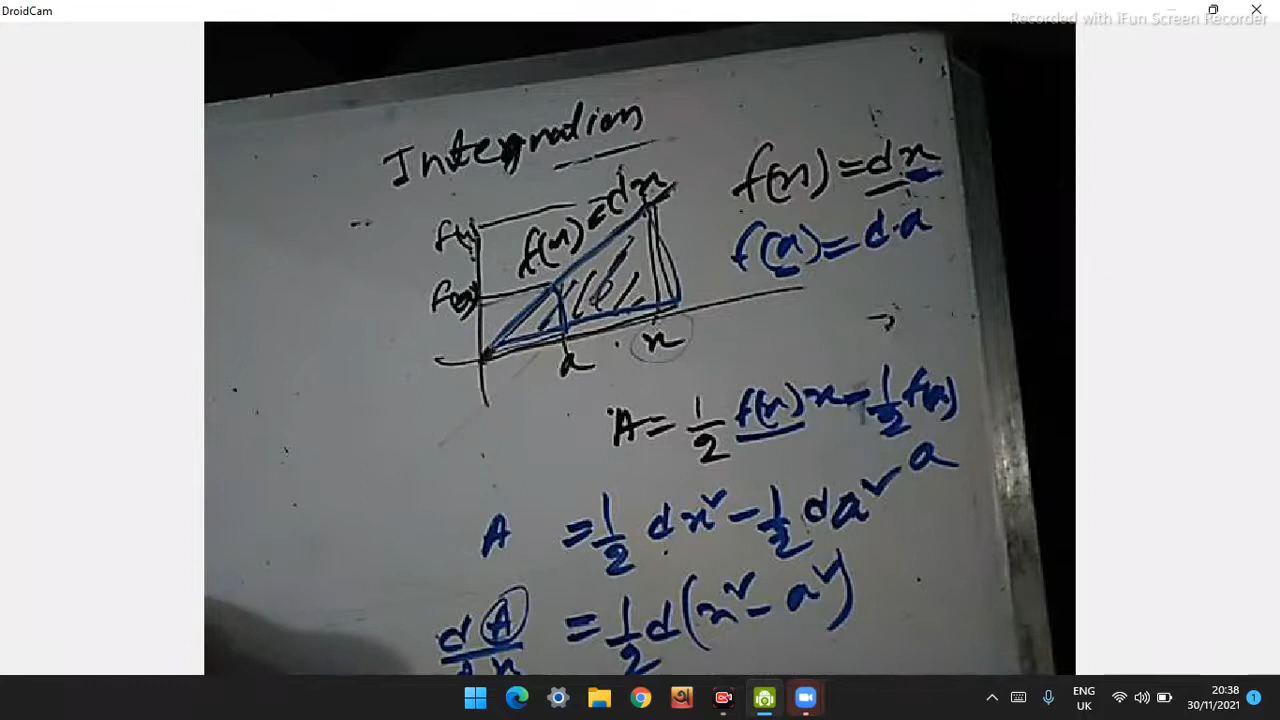 DroidCam
Recorded with iFun Screen Recorder
Integration
f(x) = dx
f(x) = dx
f(a) = d·a
f(x)
f(a)
a
x
A = 1/2 f(x) x - 1/2 f(a)
a
A = 1/2 dx² - 1/2 da²
dA/dx = 1/2 d(x² - a²)
ENG
UK
20:38
30/11/2021
1